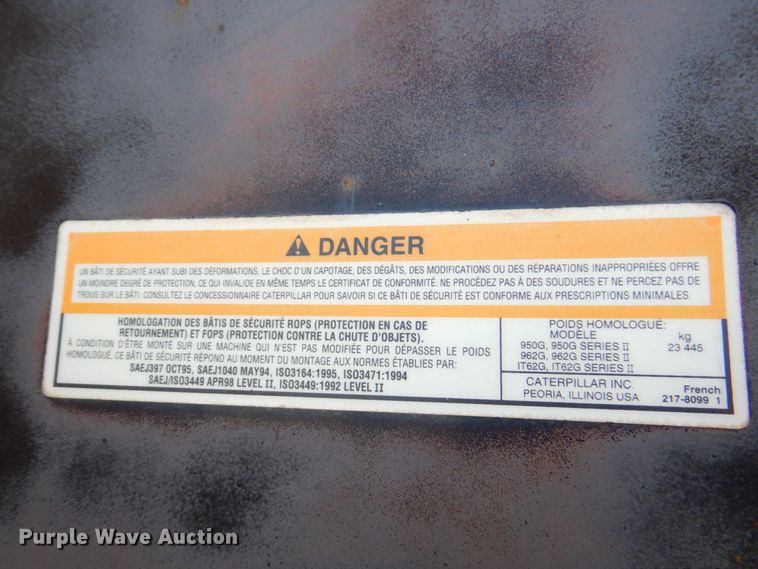 ⚠ DANGER
UN BÂTI DE SÉCURITÉ AYANT SUBI DES DÉFORMATIONS, LE CHOC D'UN CAPOTAGE, DES DÉGÂTS, DES MODIFICATIONS OU DES RÉPARATIONS INAPPROPRIÉES OFFRE
UN MOINDRE DEGRÉ DE PROTECTION, CE QUI INVALIDE EN MÊME TEMPS LE CERTIFICAT DE CONFORMITÉ. NE PROCÉDEZ PAS À DES SOUDURES ET NE PERCEZ PAS DE
TROUS SUR LE BÂTI. CONSULTEZ LE CONCESSIONNAIRE CATERPILLAR POUR SAVOIR SI CE BÂTI DE SÉCURITÉ EST CONFORME AUX PRESCRIPTIONS MINIMALES.
HOMOLOGATION DES BÂTIS DE SÉCURITÉ ROPS (PROTECTION EN CAS DE
RETOURNEMENT) ET FOPS (PROTECTION CONTRE LA CHUTE D'OBJETS).
À CONDITION D'ÊTRE MONTÉ SUR UNE MACHINE QUI N'EST PAS MODIFIÉE POUR DÉPASSER LE POIDS
HOMOLOGUÉ, CE BÂTI DE SÉCURITÉ RÉPOND AU MOMENT DU MONTAGE AUX NORMES ÉTABLIES PAR:
SAEJ397 OCT95, SAEJ1040 MAY94, ISO3164:1995, ISO3471:1994
SAEJ/ISO3449 APR98 LEVEL II, ISO3449:1992 LEVEL II
POIDS HOMOLOGUÉ:
MODÈLE kg
950G, 950G SERIES II 23 445
962G, 962G SERIES II
IT62G, IT62G SERIES II
CATERPILLAR INC.
PEORIA, ILLINOIS USA
French
217-8099 1
Purple Wave Auction